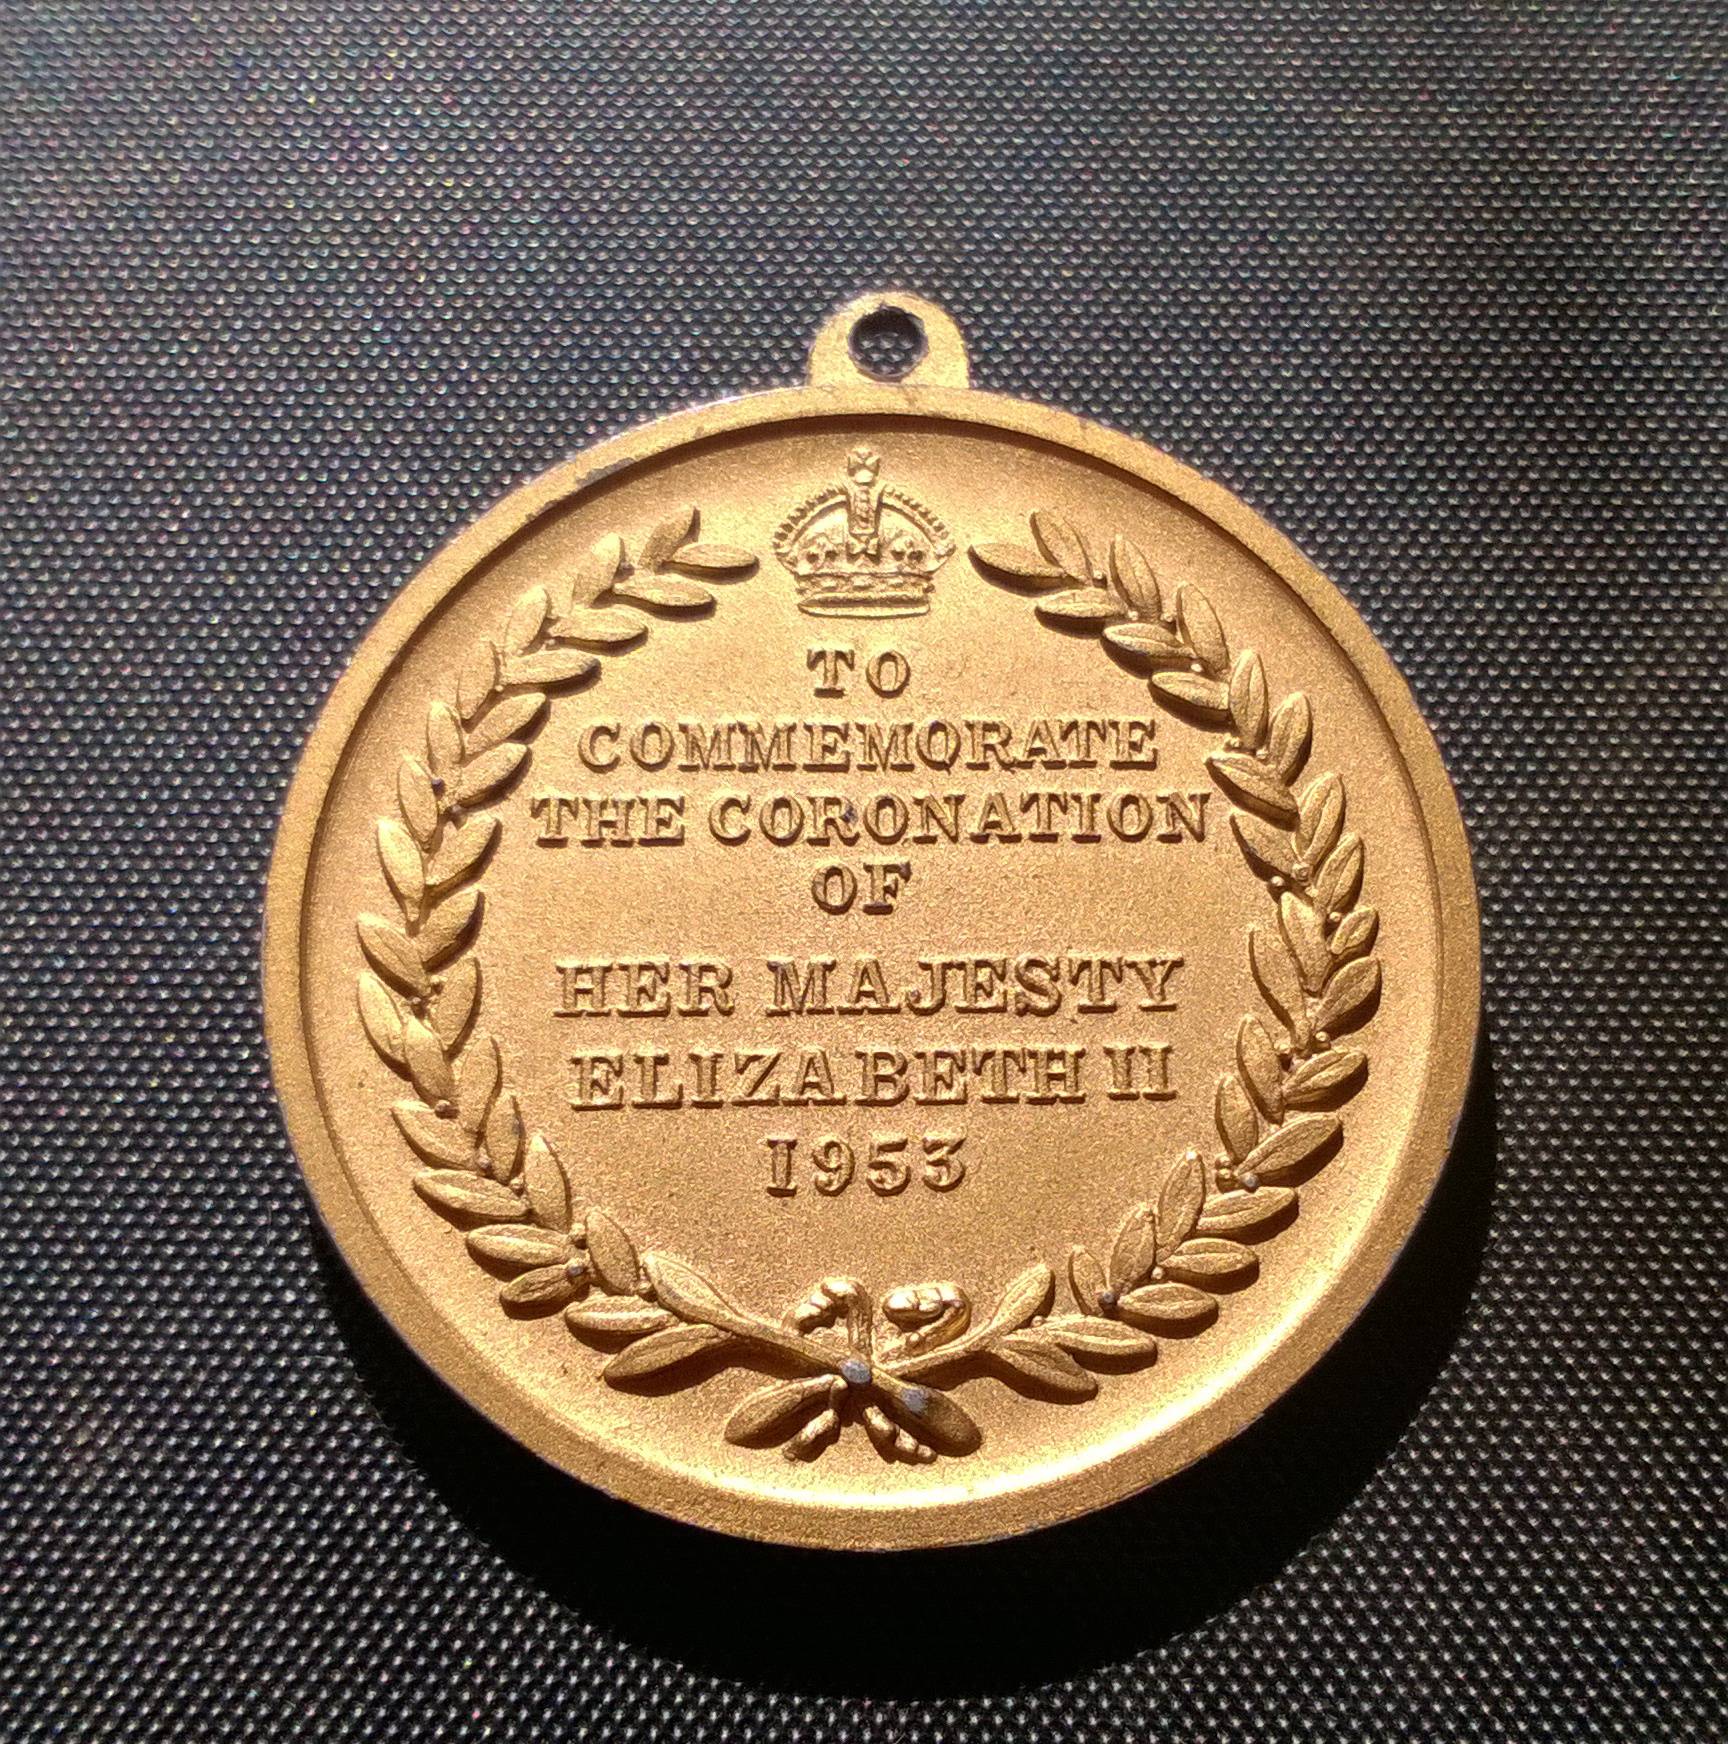 TO
COMMEMORATE
THE CORONATION
OF
HER MAJESTY
ELIZABETH II
1953